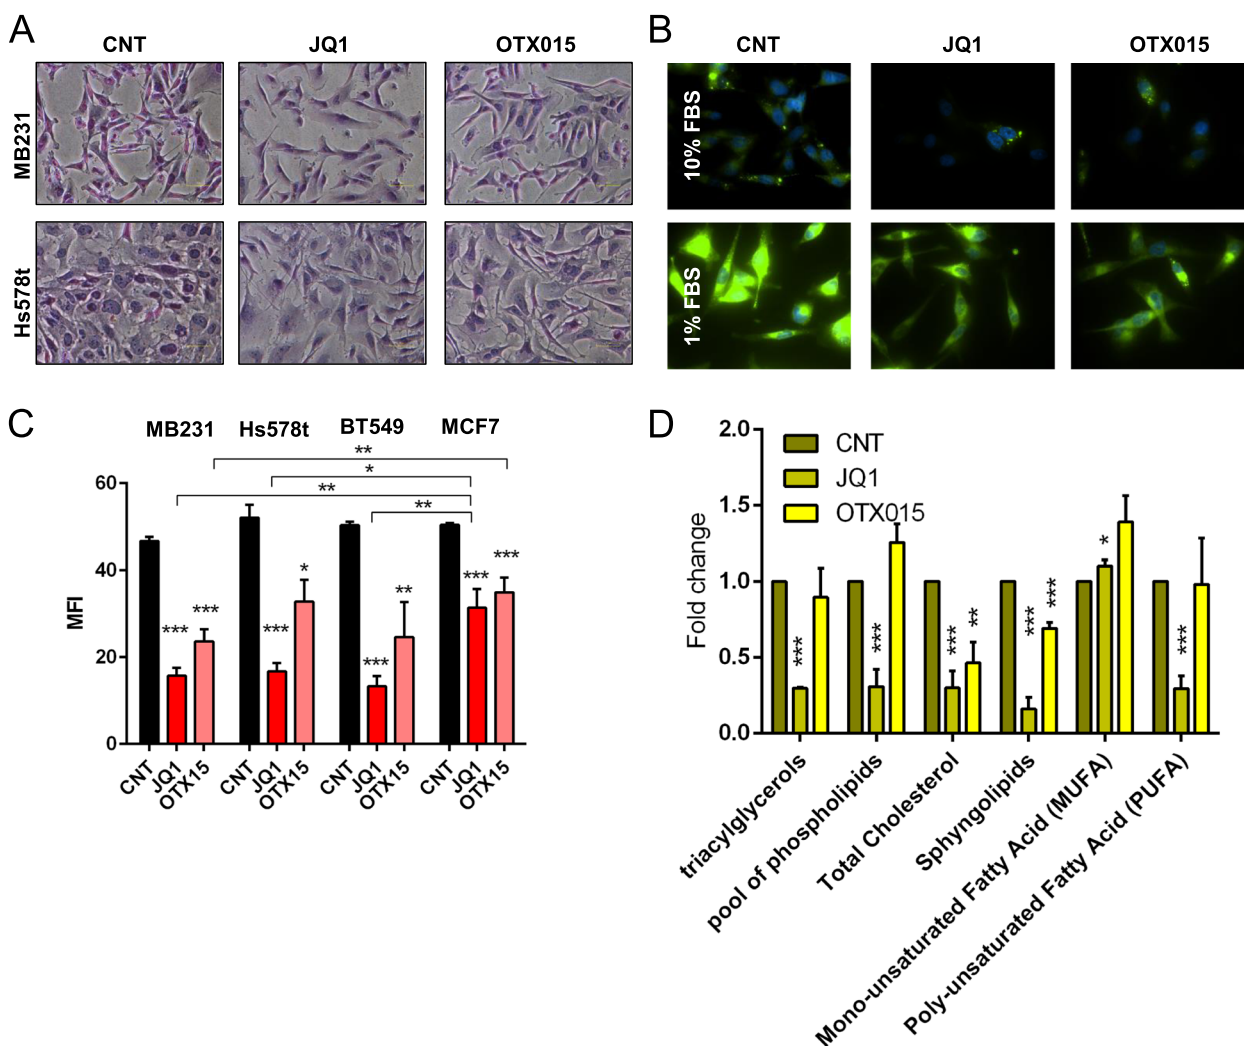 A
CNT
JQ1
OTX015
MB231
Hs578t
B
CNT
JQ1
OTX015
10% FBS
1% FBS
C
MB231
Hs578t
BT549
MCF7
**
*
**
**
60
40
20
0
MFI
***
***
***
*
***
**
***
***
CNT
JQ1
OTX15
CNT
JQ1
OTX15
CNT
JQ1
OTX15
CNT
JQ1
OTX15
D
2.0
1.5
1.0
0.5
0.0
Fold change
CNT
JQ1
OTX015
***
***
***
**
***
***
*
***
triacylglycerols
pool of phospholipids
Total Cholesterol
Sphyngolipids
Mono-unsaturated Fatty Acid (MUFA)
Poly-unsaturated Fatty Acid (PUFA)